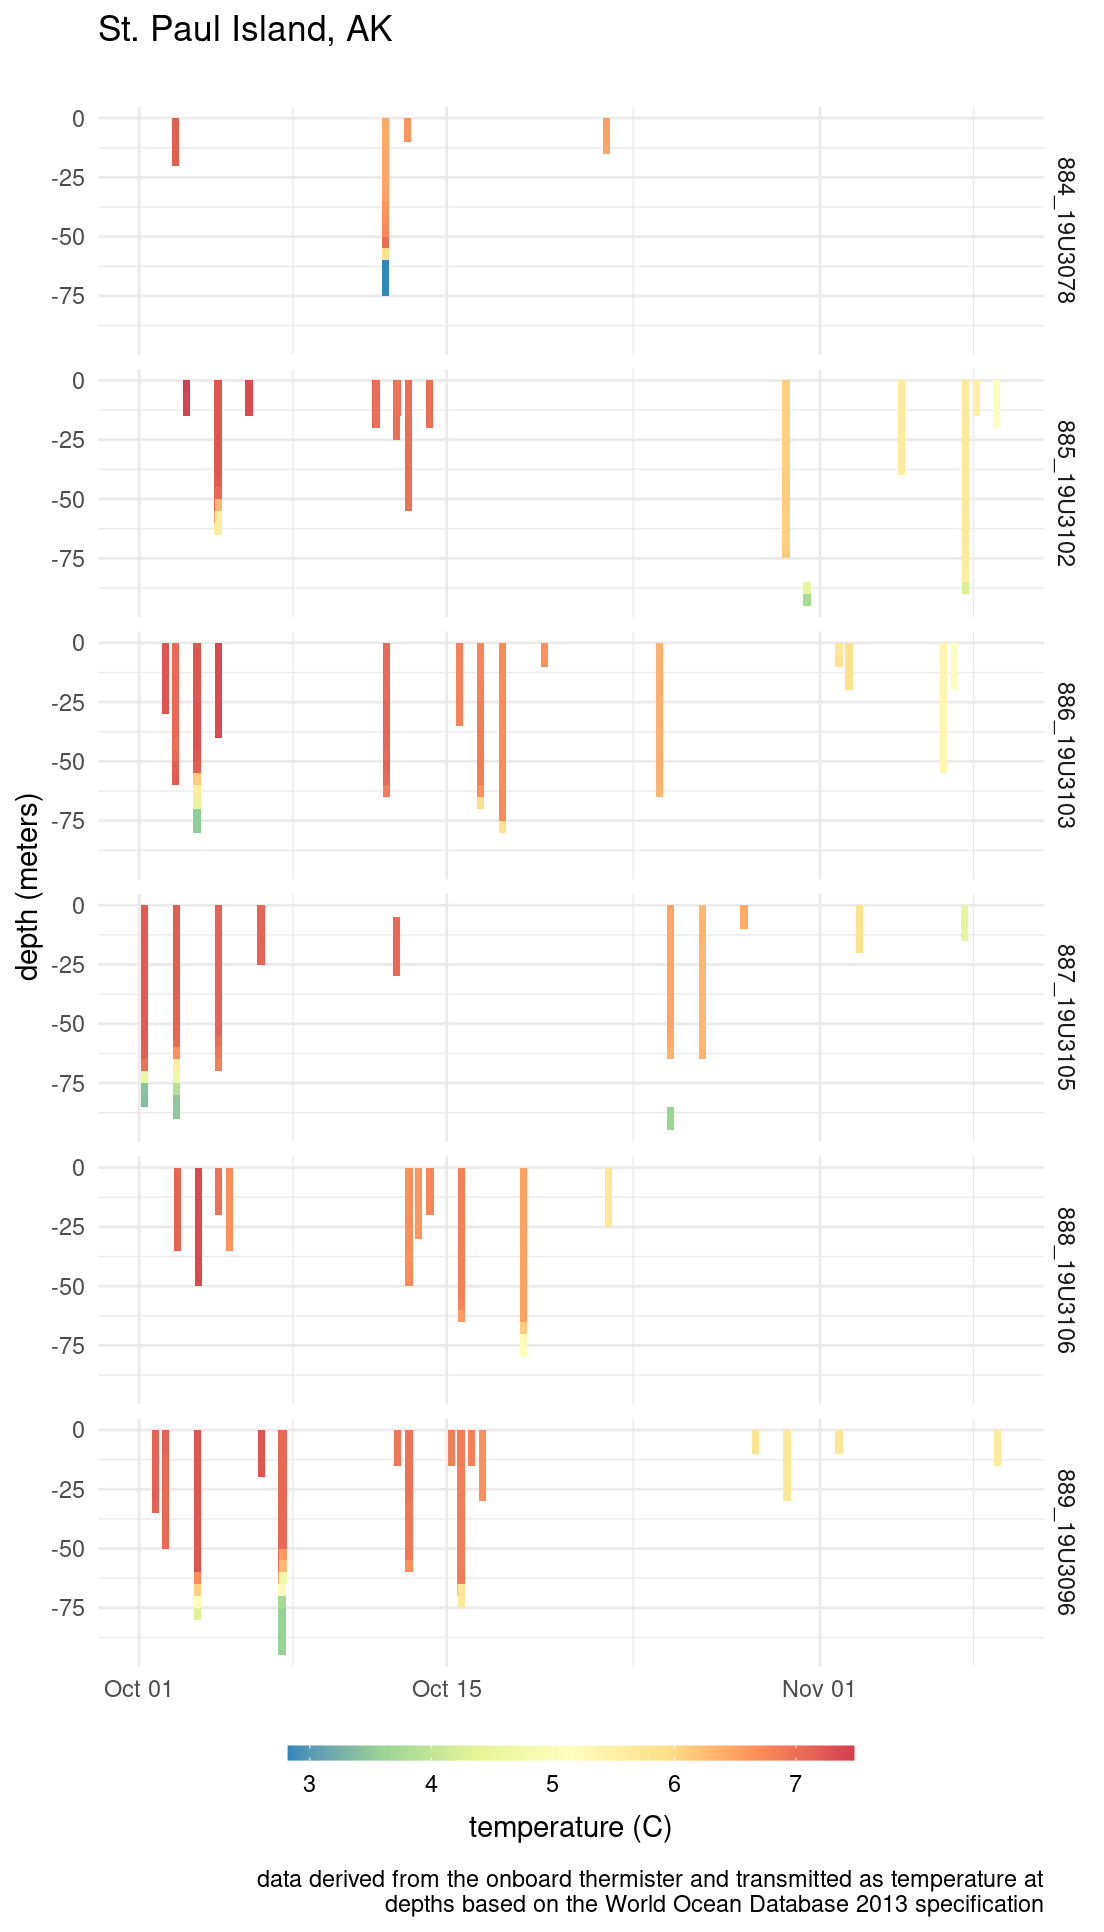 St. Paul Island, AK
0
-25
-50
-75
884_19U3078
0
-25
-50
-75
885_19U3102
0
-25
-50
-75
886_19U3103
depth (meters)
0
-25
-50
-75
887_19U3105
0
-25
-50
-75
888_19U3106
0
-25
-50
-75
889_19U3096
Oct 01 Oct 15 Nov 01
3 4 5 6 7
temperature (C)
data derived from the onboard thermister and transmitted as temperature at
depths based on the World Ocean Database 2013 specification